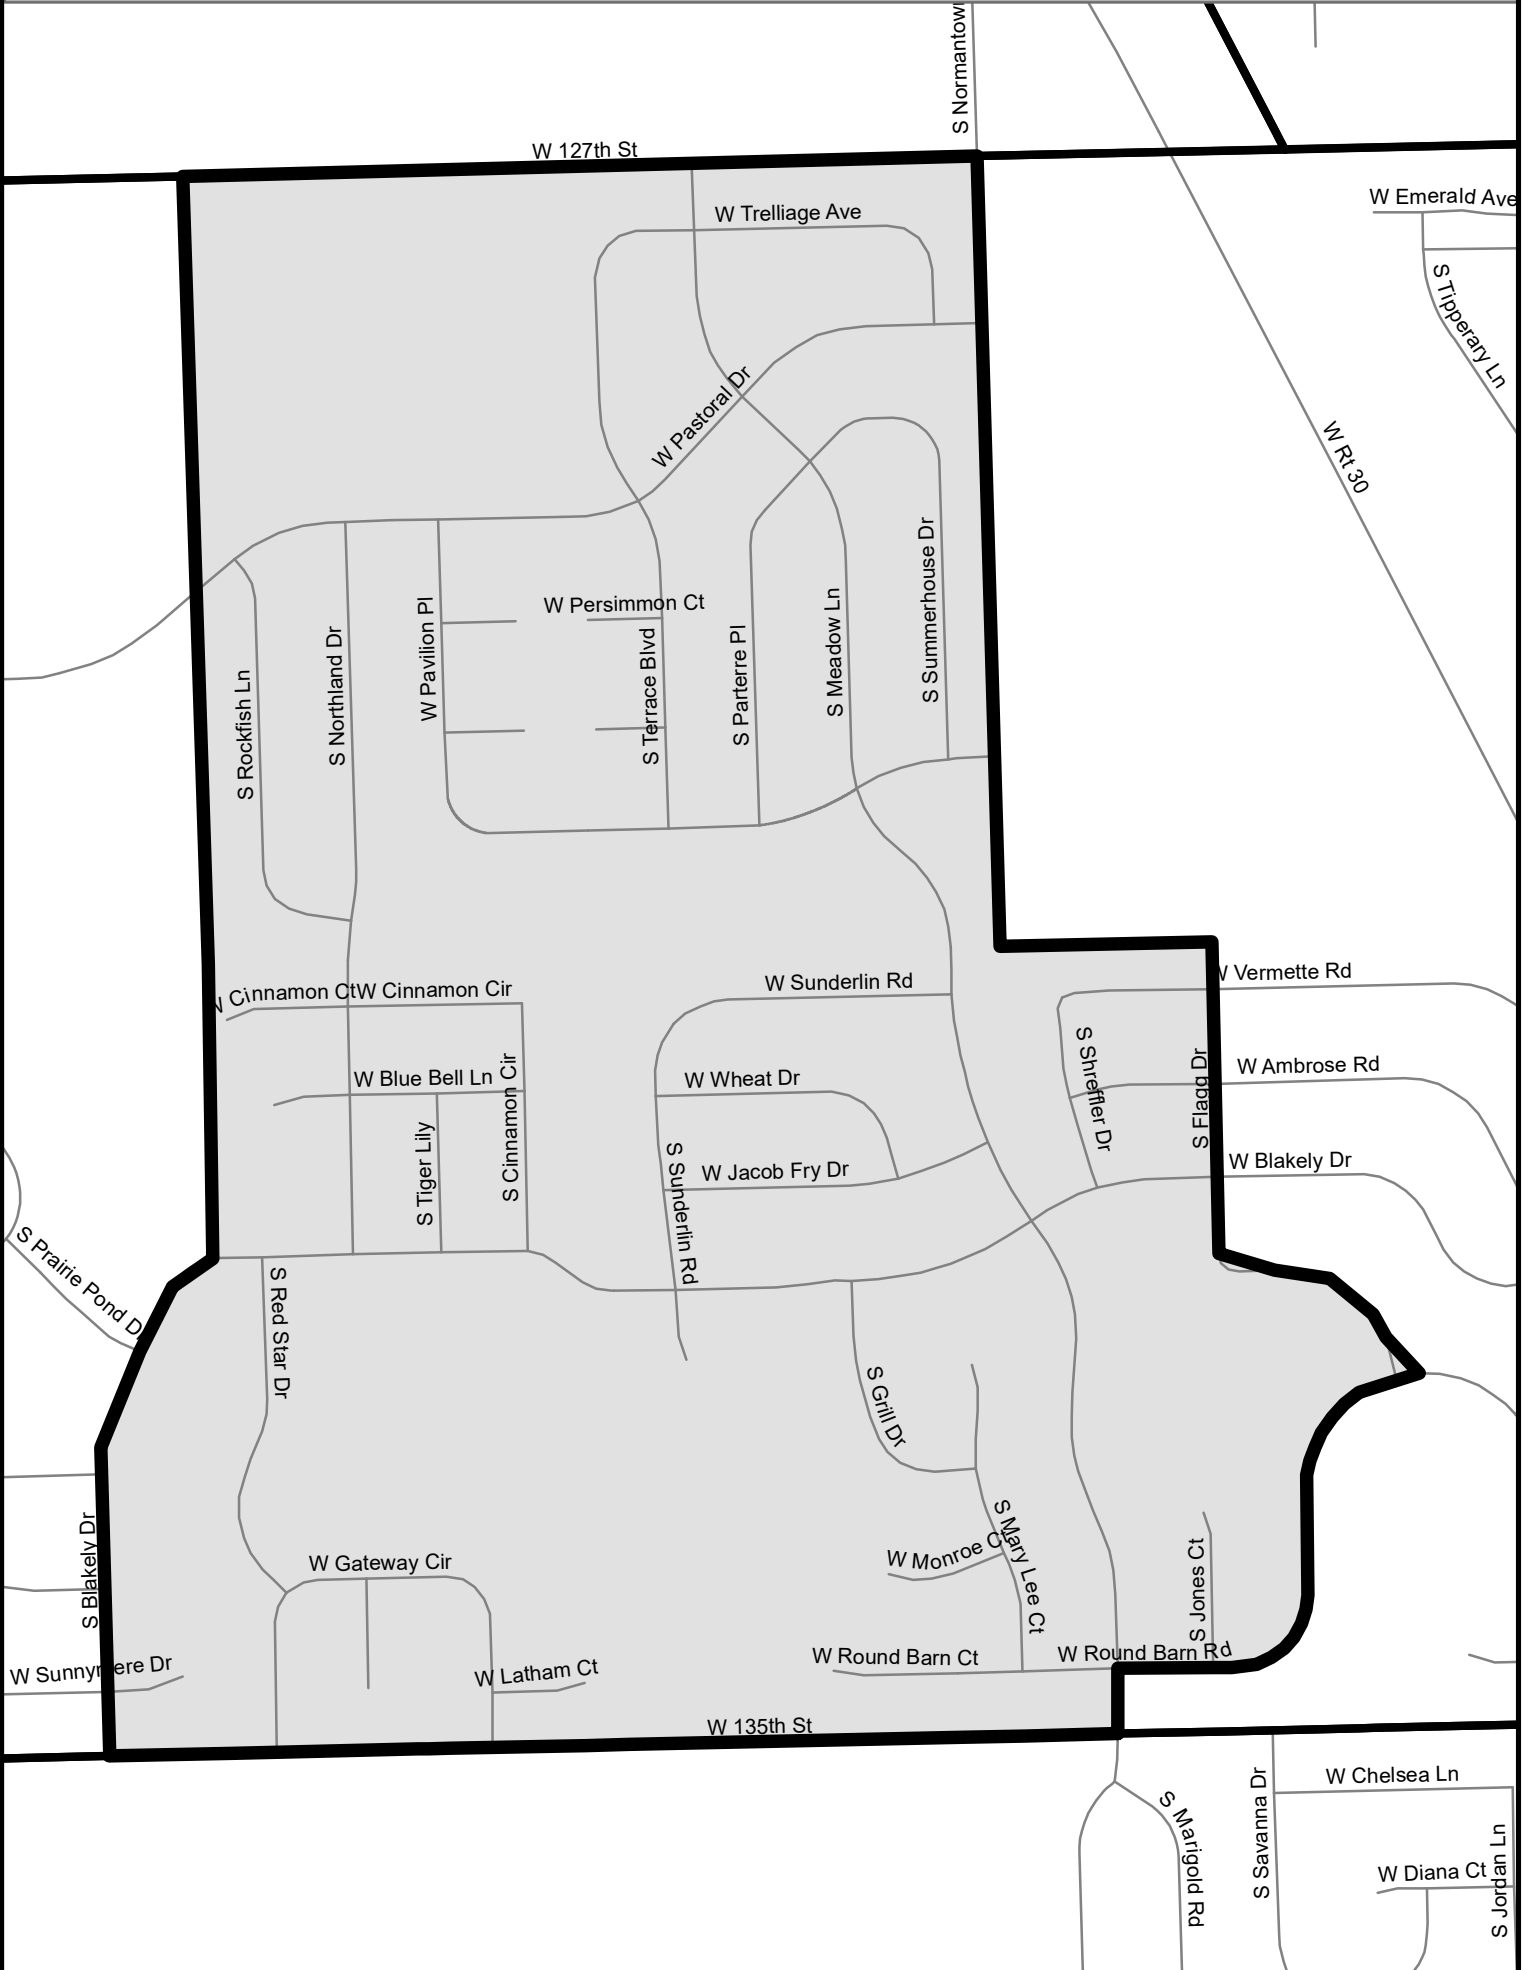 S Normantow
W 127th St
W Emerald Ave
W Trelliage Ave
S Tipperary Ln
W Pastoral Dr
W Rt 30
S Summerhouse Dr
W Persimmon Ct
W Pavilion Pl
S Meadow Ln
S Northland Dr
S Terrace Blvd
S Parterre Pl
S Rockfish Ln
W Vermette Rd
W Sunderlin Rd
W Cinnamon Ct
W Cinnamon Cir
S Shreffler Dr
S Flagg Dr
W Ambrose Rd
W Blue Bell Ln
S Cinnamon Cir
W Wheat Dr
S Tiger Lily
S Sunderlin Rd
W Jacob Fry Dr
W Blakely Dr
S Prairie Pond Dr
S Red Star Dr
S Grill Dr
S Mary Lee Ct
S Blakely Dr
W Monroe Ct
S Jones Ct
W Gateway Cir
W Round Barn Ct
W Round Barn Rd
W Sunnymere Dr
W Latham Ct
W 135th St
W Chelsea Ln
S Savanna Dr
S Marigold Rd
W Diana Ct
S Jordan Ln